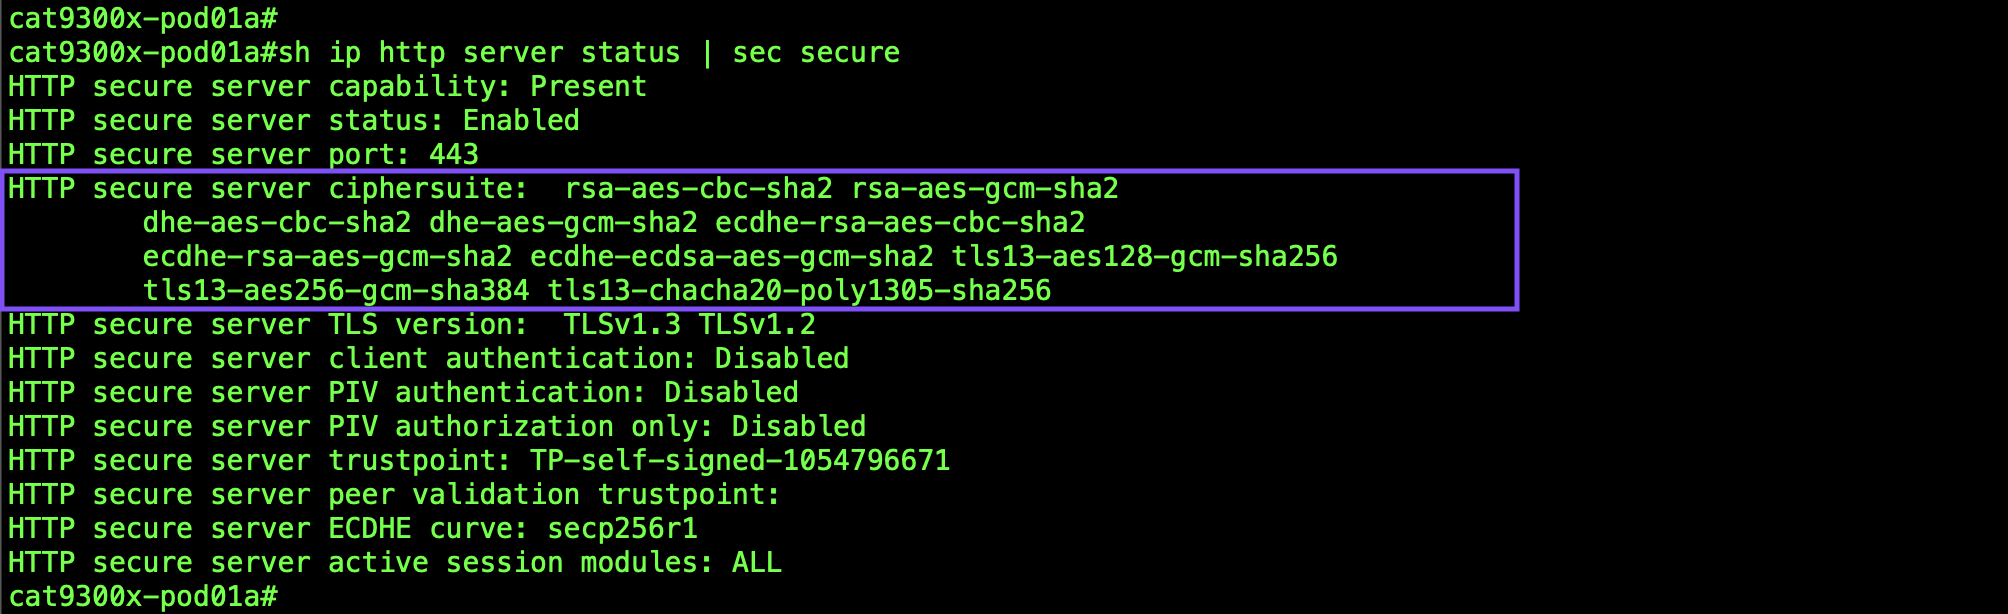 cat9300x-pod01a#
cat9300x-pod01a#sh ip http server status | sec secure
HTTP secure server capability: Present
HTTP secure server status: Enabled
HTTP secure server port: 443
HTTP secure server ciphersuite:  rsa-aes-cbc-sha2 rsa-aes-gcm-sha2
        dhe-aes-cbc-sha2 dhe-aes-gcm-sha2 ecdhe-rsa-aes-cbc-sha2
        ecdhe-rsa-aes-gcm-sha2 ecdhe-ecdsa-aes-gcm-sha2 tls13-aes128-gcm-sha256
        tls13-aes256-gcm-sha384 tls13-chacha20-poly1305-sha256
HTTP secure server TLS version:  TLSv1.3 TLSv1.2
HTTP secure server client authentication: Disabled
HTTP secure server PIV authentication: Disabled
HTTP secure server PIV authorization only: Disabled
HTTP secure server trustpoint: TP-self-signed-1054796671
HTTP secure server peer validation trustpoint:
HTTP secure server ECDHE curve: secp256r1
HTTP secure server active session modules: ALL
cat9300x-pod01a#